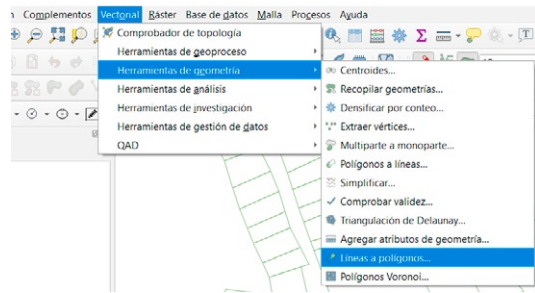 Complementos Vectorial Ráster Base de datos Malla Procesos Ayuda
Comprobador de topología
Herramientas de geoproceso
Herramientas de geometría
Herramientas de análisis
Herramientas de investigación
Herramientas de gestión de datos
QAD
Centroides...
Recopilar geometrías...
Densificar por conteo...
Extraer vértices...
Multiparte a monoparte...
Polígonos a líneas...
Simplificar...
Comprobar validez...
Triangulación de Delaunay...
Agregar atributos de geometría...
Líneas a polígonos...
Polígonos Voronoi...